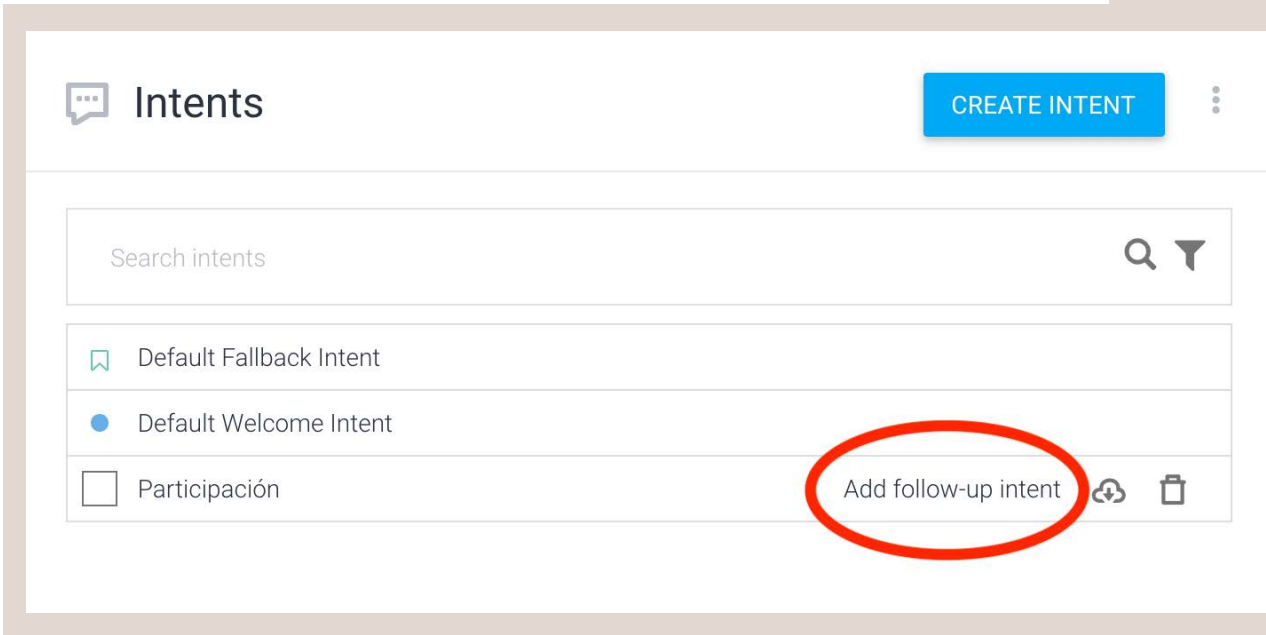 Intents
CREATE INTENT
Search intents
Default Fallback Intent
Default Welcome Intent
Participación
Add follow-up intent